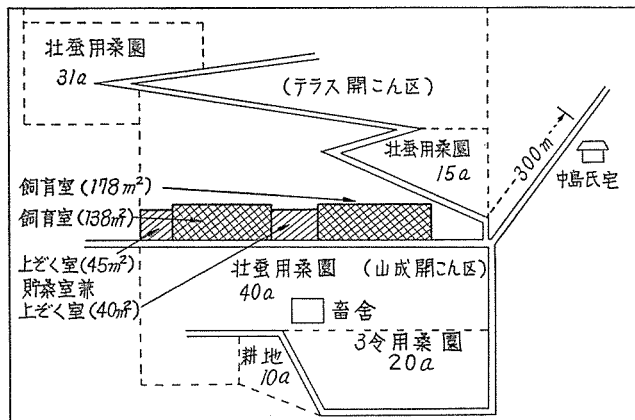 壮蚕用桑園
31a
(テラス開こん区)
壮蚕用桑園
15a
300m
中島氏宅
飼育室(178m²)
飼育室(138m²)
上ぞく室(45m²)
貯桑室兼
上ぞく室(40m²)
壮蚕用桑園
40a
(山成開こん区)
畜舎
3令用桑園
20a
耕地
10a